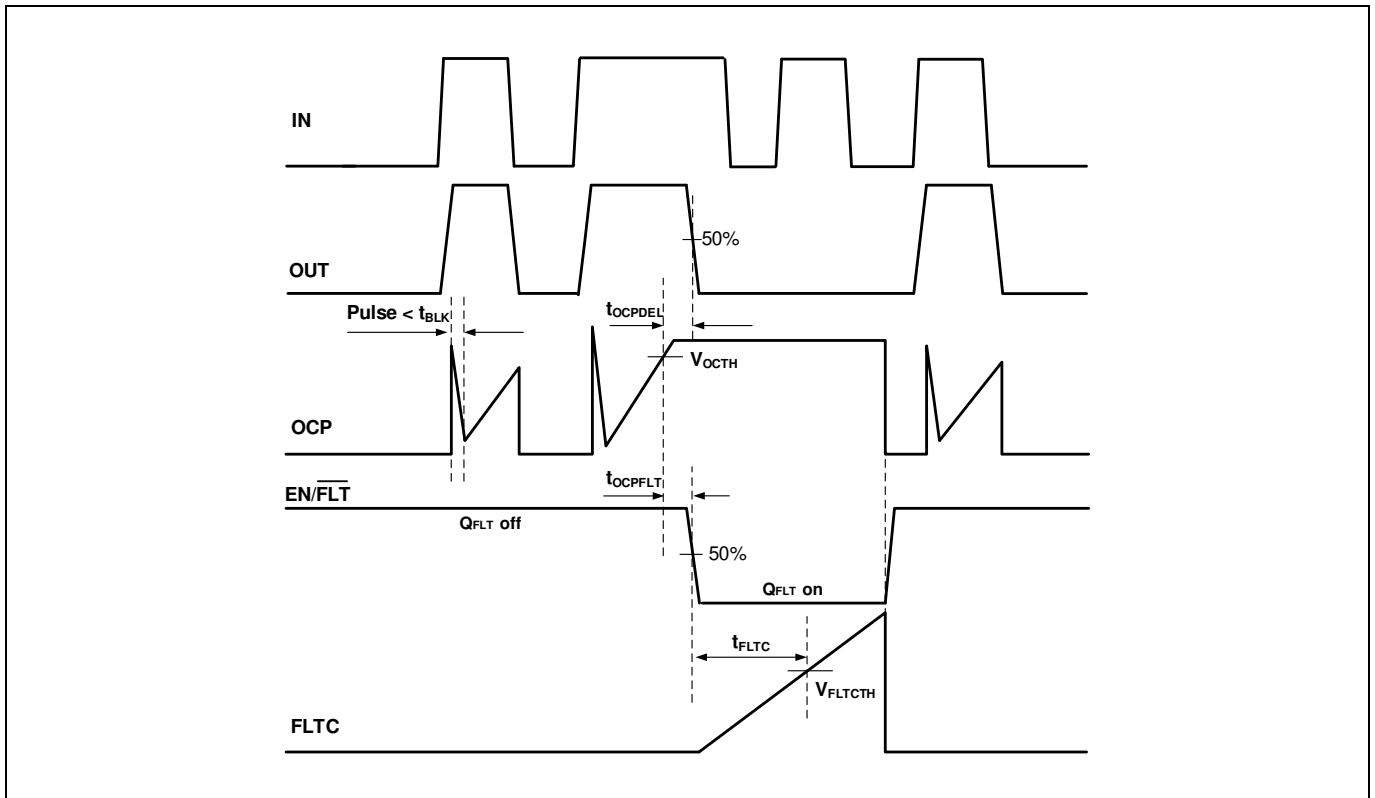 IN
50%
OUT
Pulse < tBLK
tOCPDEL
VOCTH
OCP
tOCPFLT
EN/FLT
QFLT off
50%
QFLT on
tFLTC
VFLTCTH
FLTC